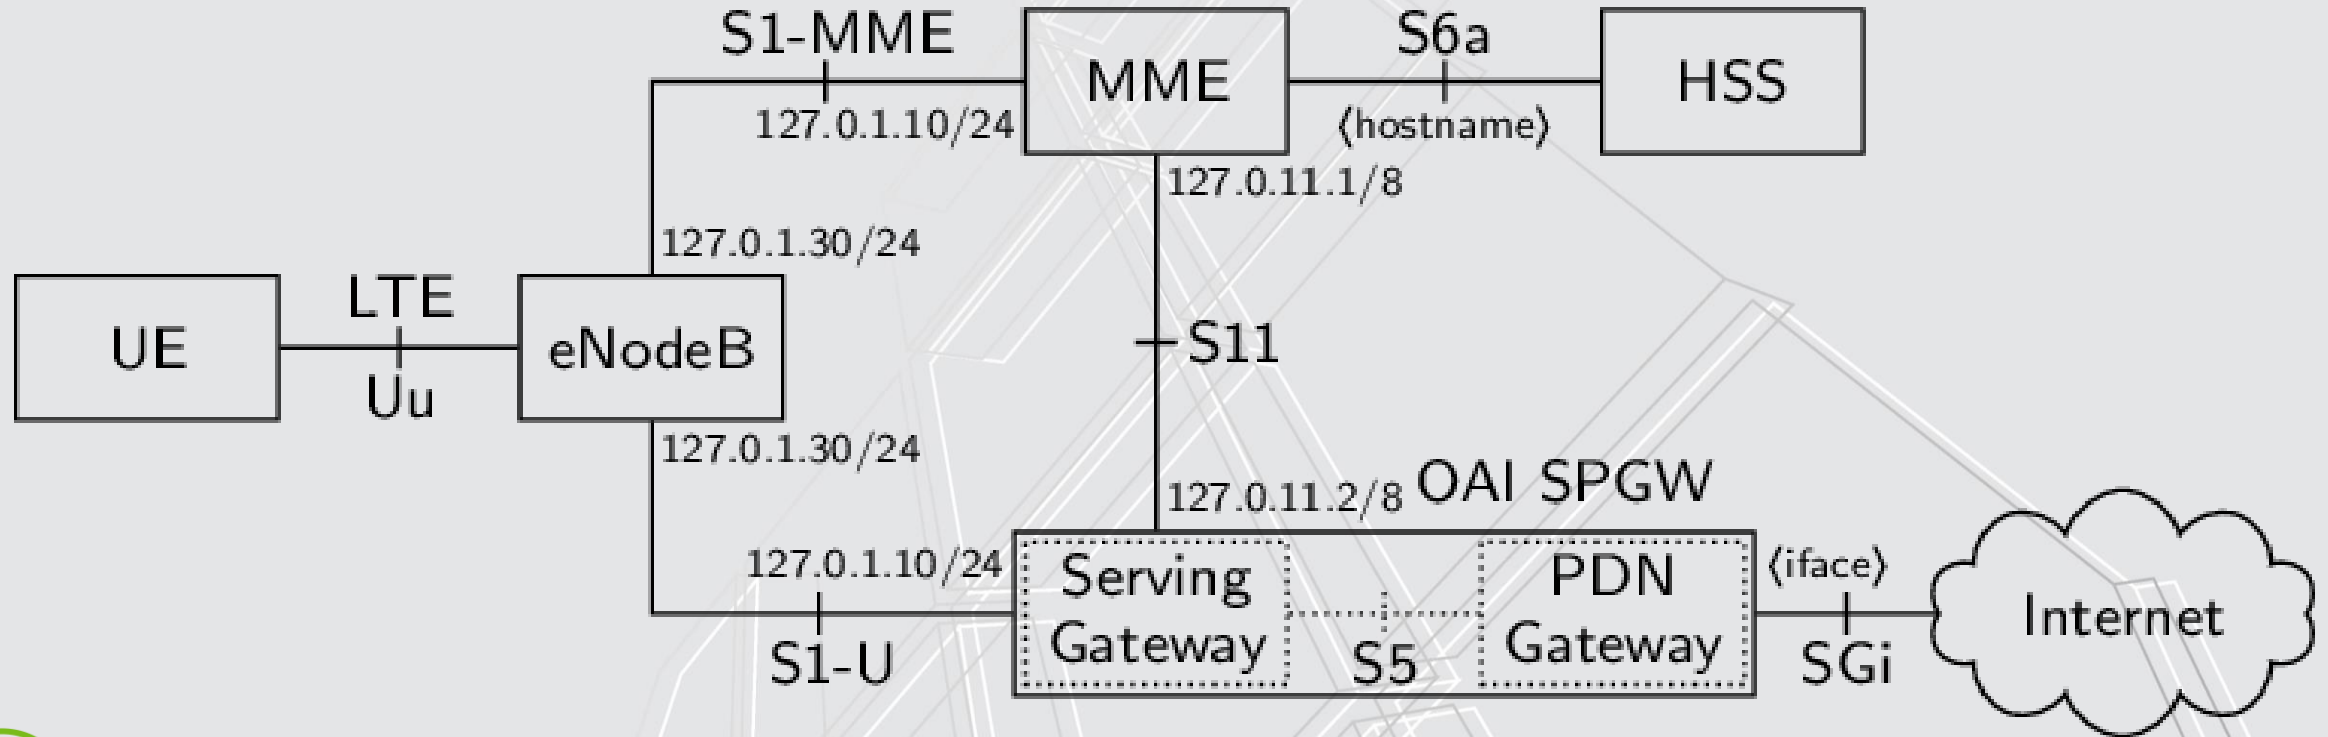 S1-MME
MME
S6a
HSS
127.0.1.10/24
⟨hostname⟩
127.0.11.1/8
127.0.1.30/24
UE
LTE
Uu
eNodeB
S11
127.0.1.30/24
127.0.11.2/8
OAI SPGW
127.0.1.10/24
S1-U
Serving
Gateway
S5
PDN
Gateway
⟨iface⟩
SGi
Internet